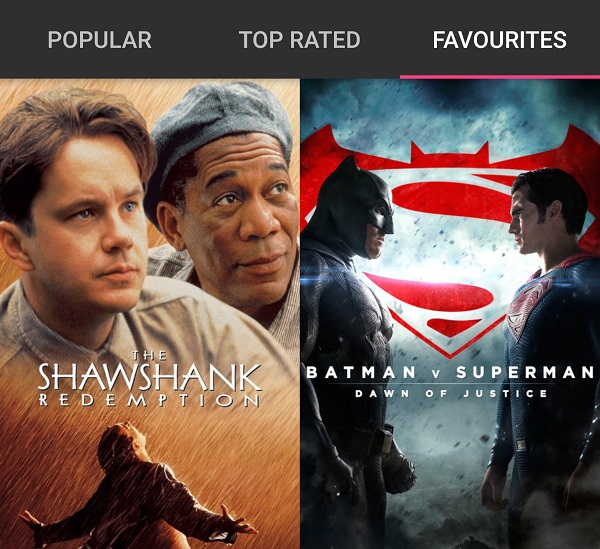 POPULAR
TOP RATED
FAVOURITES
THE
SHAWSHANK
REDEMPTION
BATMAN v SUPERMAN
DAWN OF JUSTICE